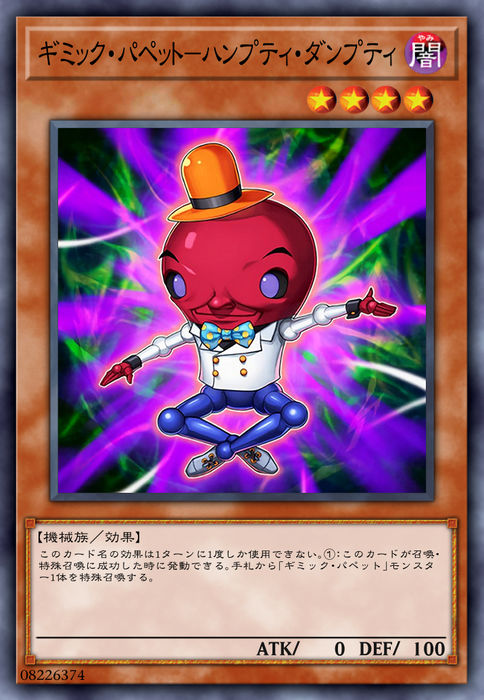 ギミック・パペット－ハンプティ・ダンプティ
やみ
闇
【機械族／効果】
このカード名の効果は1ターンに1度しか使用できない。①：このカードが召喚・
特殊召喚に成功した時に発動できる。手札から「ギミック・パペット」モンス
ター1体を特殊召喚する。
ATK/ 0 DEF/ 100
08226374